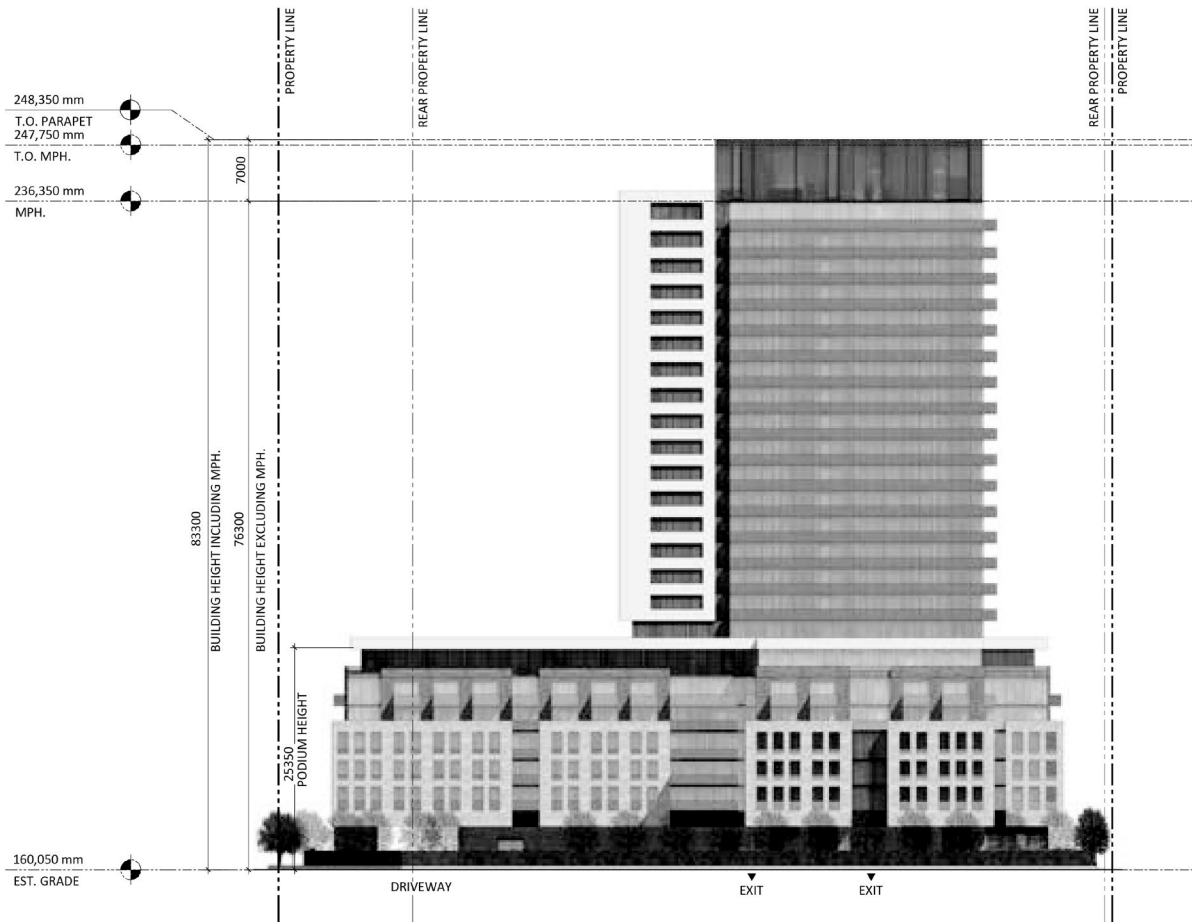 PROPERTY LINE
REAR PROPERTY LINE
REAR PROPERTY LINE
PROPERTY LINE
248,350 mm
T.O. PARAPET
247,750 mm
T.O. MPH.
7000
236,350 mm
MPH.
83300
BUILDING HEIGHT INCLUDING MPH.
76300
BUILDING HEIGHT EXCLUDING MPH.
25350
PODIUM HEIGHT
160,050 mm
EST. GRADE
DRIVEWAY
EXIT
EXIT